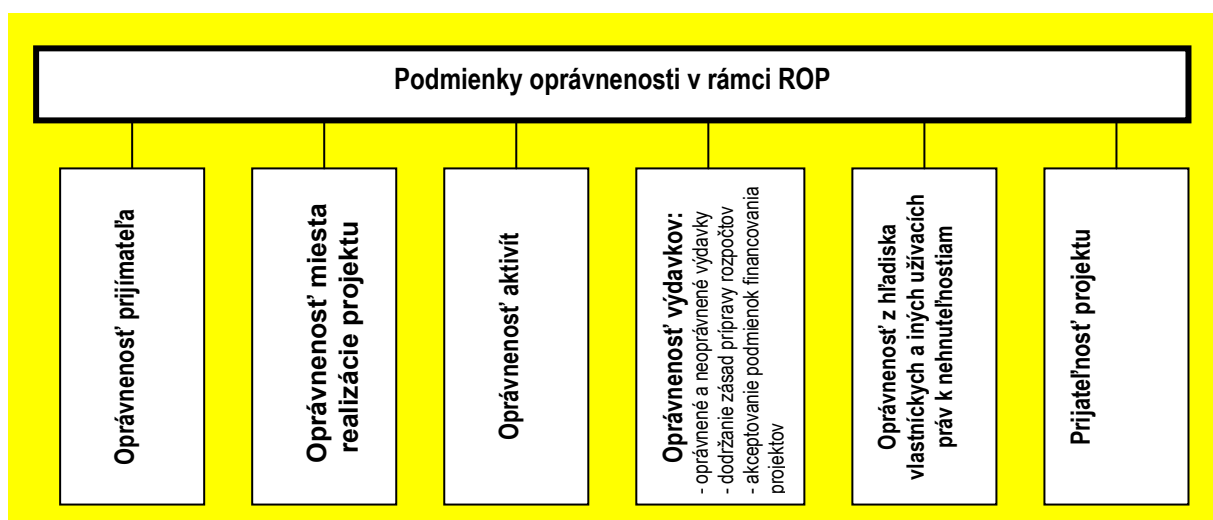 Podmienky oprávnenosti v rámci ROP
Oprávnenosť prijímateľa
Oprávnenosť miesta
realizácie projektu
Oprávnenosť aktivít
Oprávnenosť výdavkov:
- oprávnené a neoprávnené výdavky
- dodržanie zásad prípravy rozpočtov
- akceptovanie podmienok financovania
projektov
Oprávnenosť z hľadiska
vlastníckych a iných užívacích
práv k nehnuteľnostiam
Prijateľnosť projektu